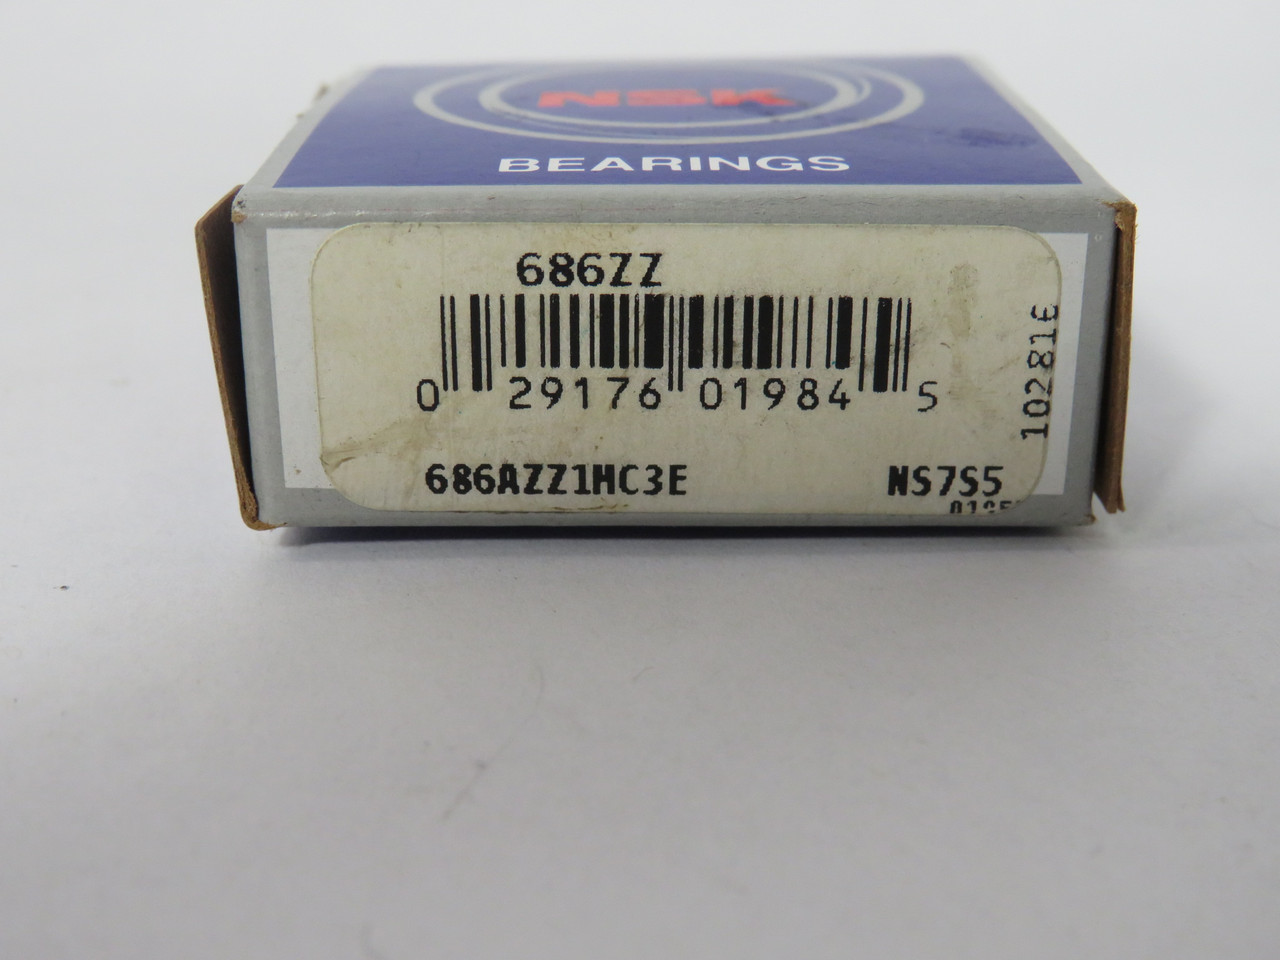 NSK
BEARINGS
686ZZ
0 29176 01984 5
10281E
686AZZ1MC3E
NS7S5